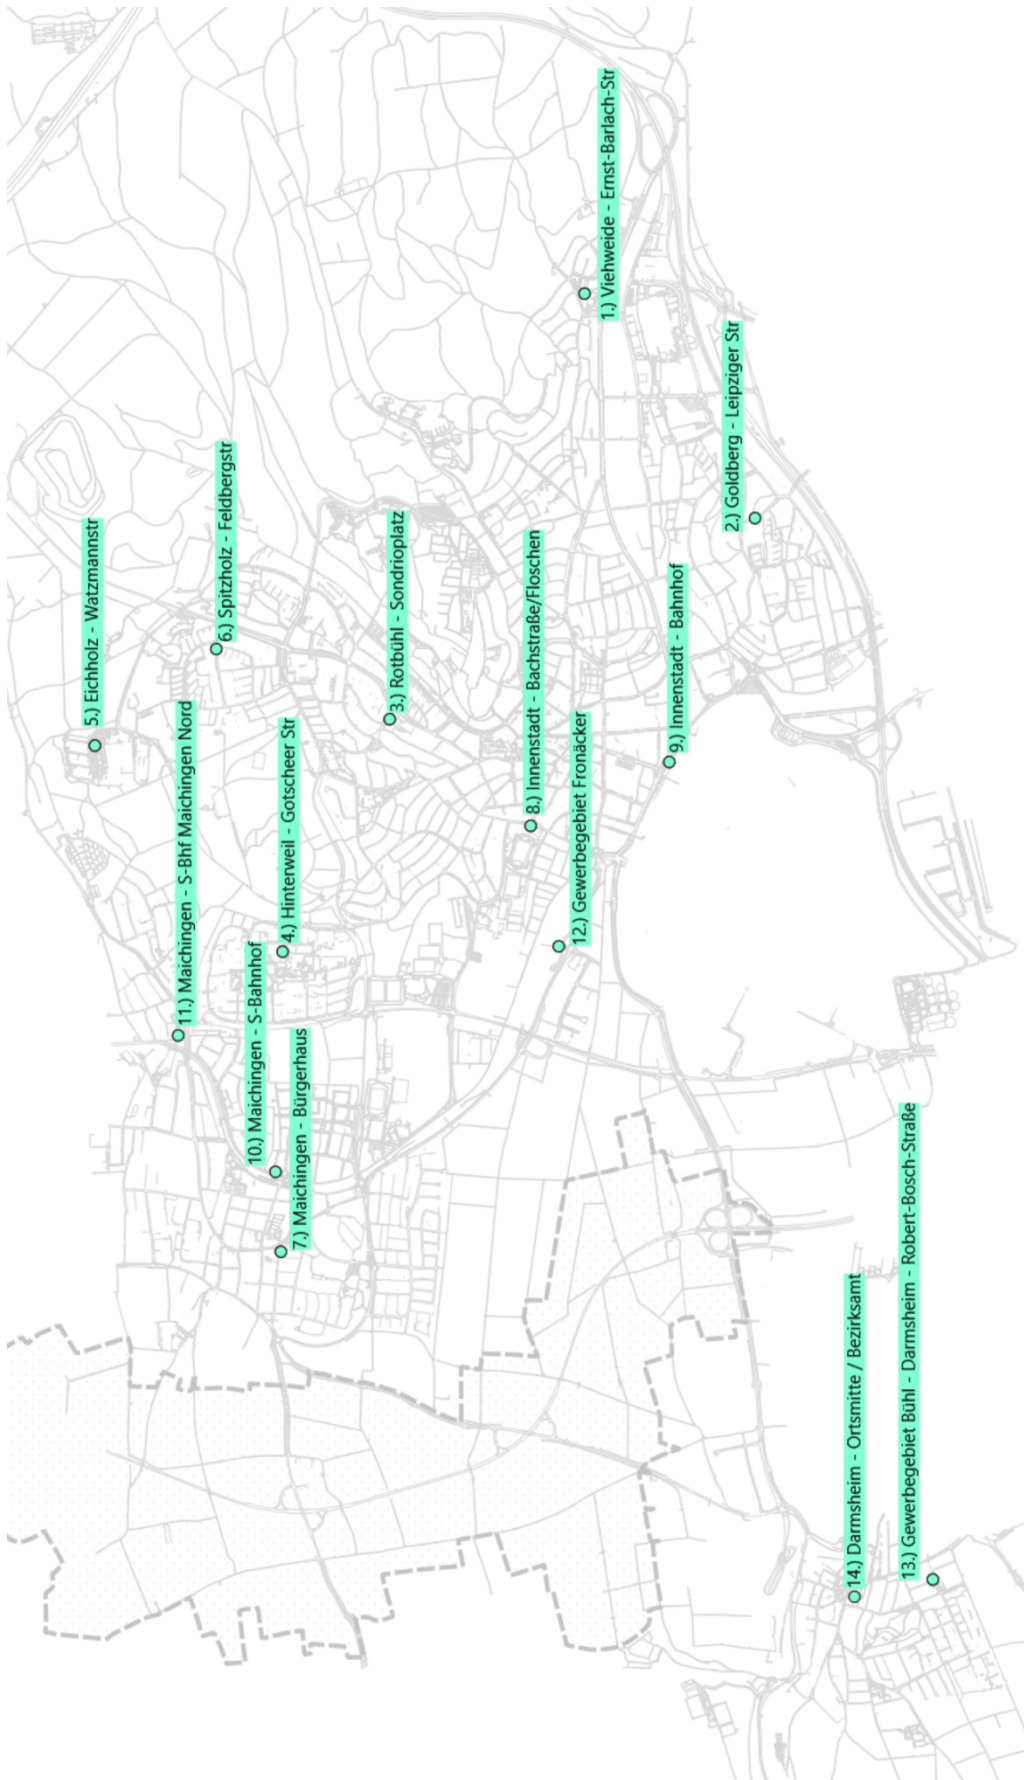 1.) Viehweide - Ernst-Barlach-Str
2.) Goldberg - Leipziger Str
6.) Spitzholz - Feldbergstr
3.) Rotbühl - Sondrioplatz
5.) Eichholz - Watzmannstr
8.) Innenstadt - Bachstraße/Floschen
9.) Innenstadt - Bahnhof
11.) Maichingen - S-Bhf Maichingen Nord
4.) Hinterweil - Gotscheer Str
12.) Gewerbegebiet Fronäcker
10.) Maichingen - S-Bahnhof
7.) Maichingen - Bürgerhaus
14.) Darmsheim - Ortsmitte / Bezirksamt
13.) Gewerbegebiet Bühl - Darmsheim - Robert-Bosch-Straße